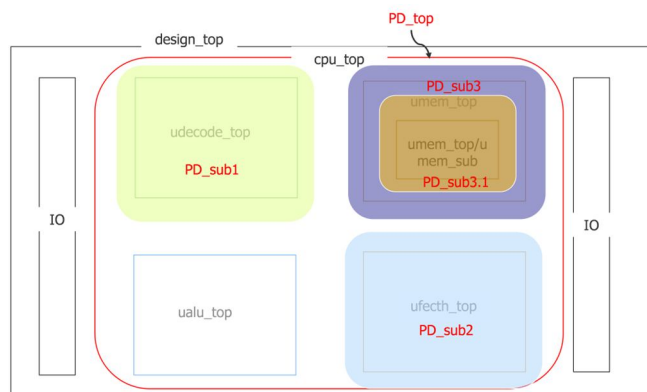 PD_top
design_top
cpu_top
PD_sub3
umem_top
udecode_top
umem_top/u
mem_sub
PD_sub1
PD_sub3.1
IO
IO
ualu_top
ufecth_top
PD_sub2